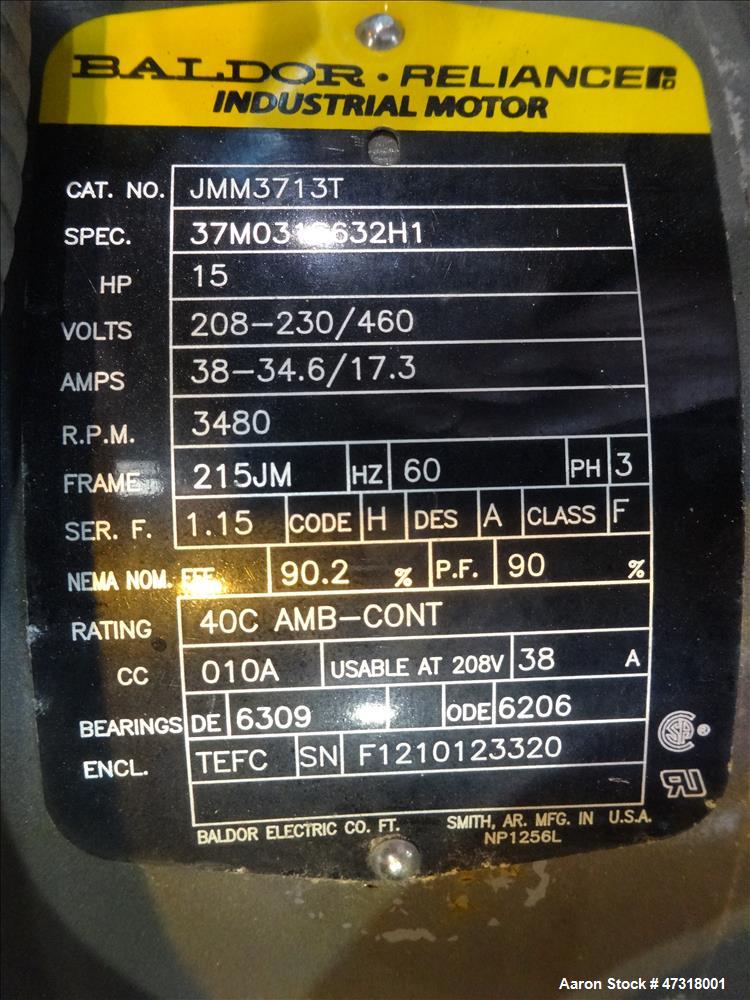 BALDOR • RELIANCE
INDUSTRIAL MOTOR
CAT. NO. JMM3713T
SPEC.
HP 15
VOLTS 208-230/460
AMPS 38-34.6/17.3
R.P.M. 3480
FRAME 215JM HZ 60 PH 3
SER. F. 1.15 CODE H DES A CLASS F
NEMA NOM. EFF. 90.2 % P.F. 90 %
RATING 40C AMB-CONT
CC 010A USABLE AT 208V 38 A
BEARINGS DE 6309 ODE 6206
ENCL. TEFC SN F1210123320
BALDOR ELECTRIC CO. FT. SMITH, AR. MFG. IN U.S.A.
NP1256L
Aaron Stock # 47318001